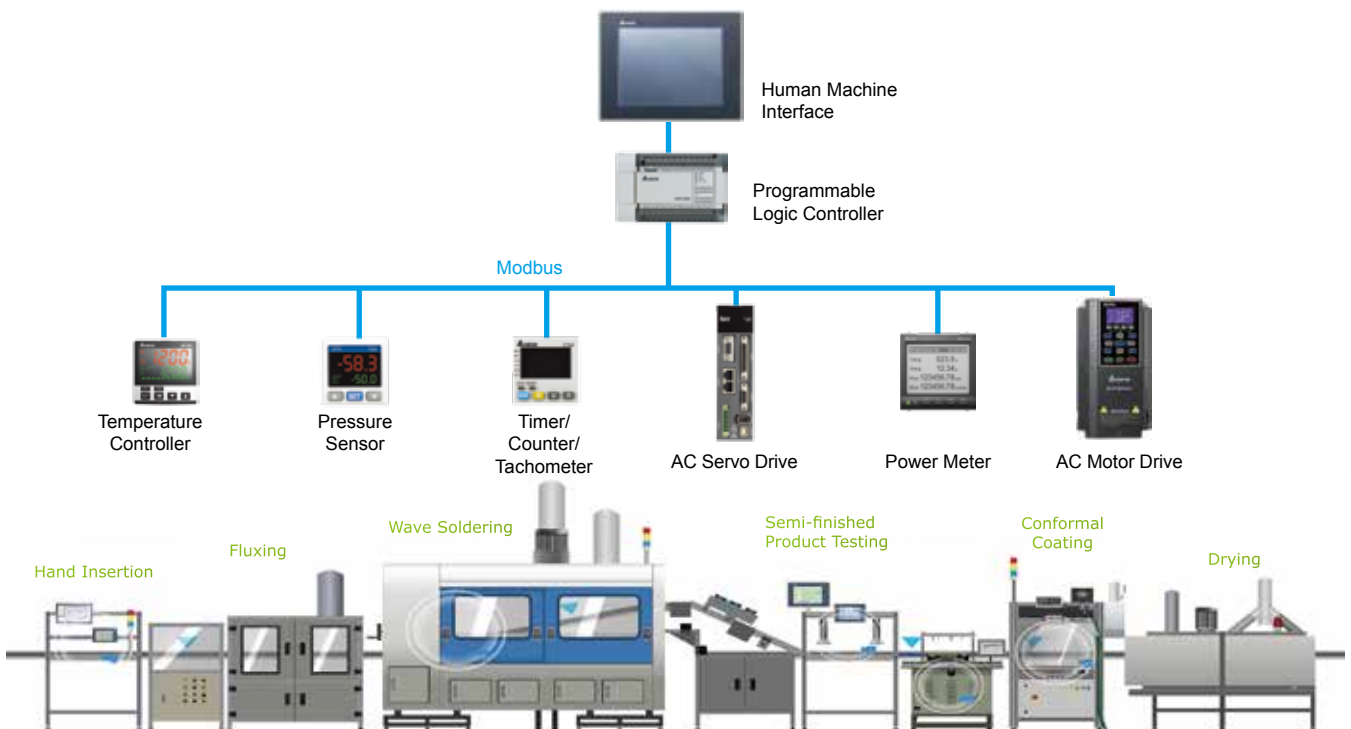 Human Machine
Interface
Programmable
Logic Controller
Modbus
1200
-58.3
-50.0
SET
Temperature
Controller
Pressure
Sensor
Timer/
Counter/
Tachometer
AC Servo Drive
Power Meter
AC Motor Drive
Hand Insertion
Fluxing
Wave Soldering
Semi-finished
Product Testing
Conformal
Coating
Drying